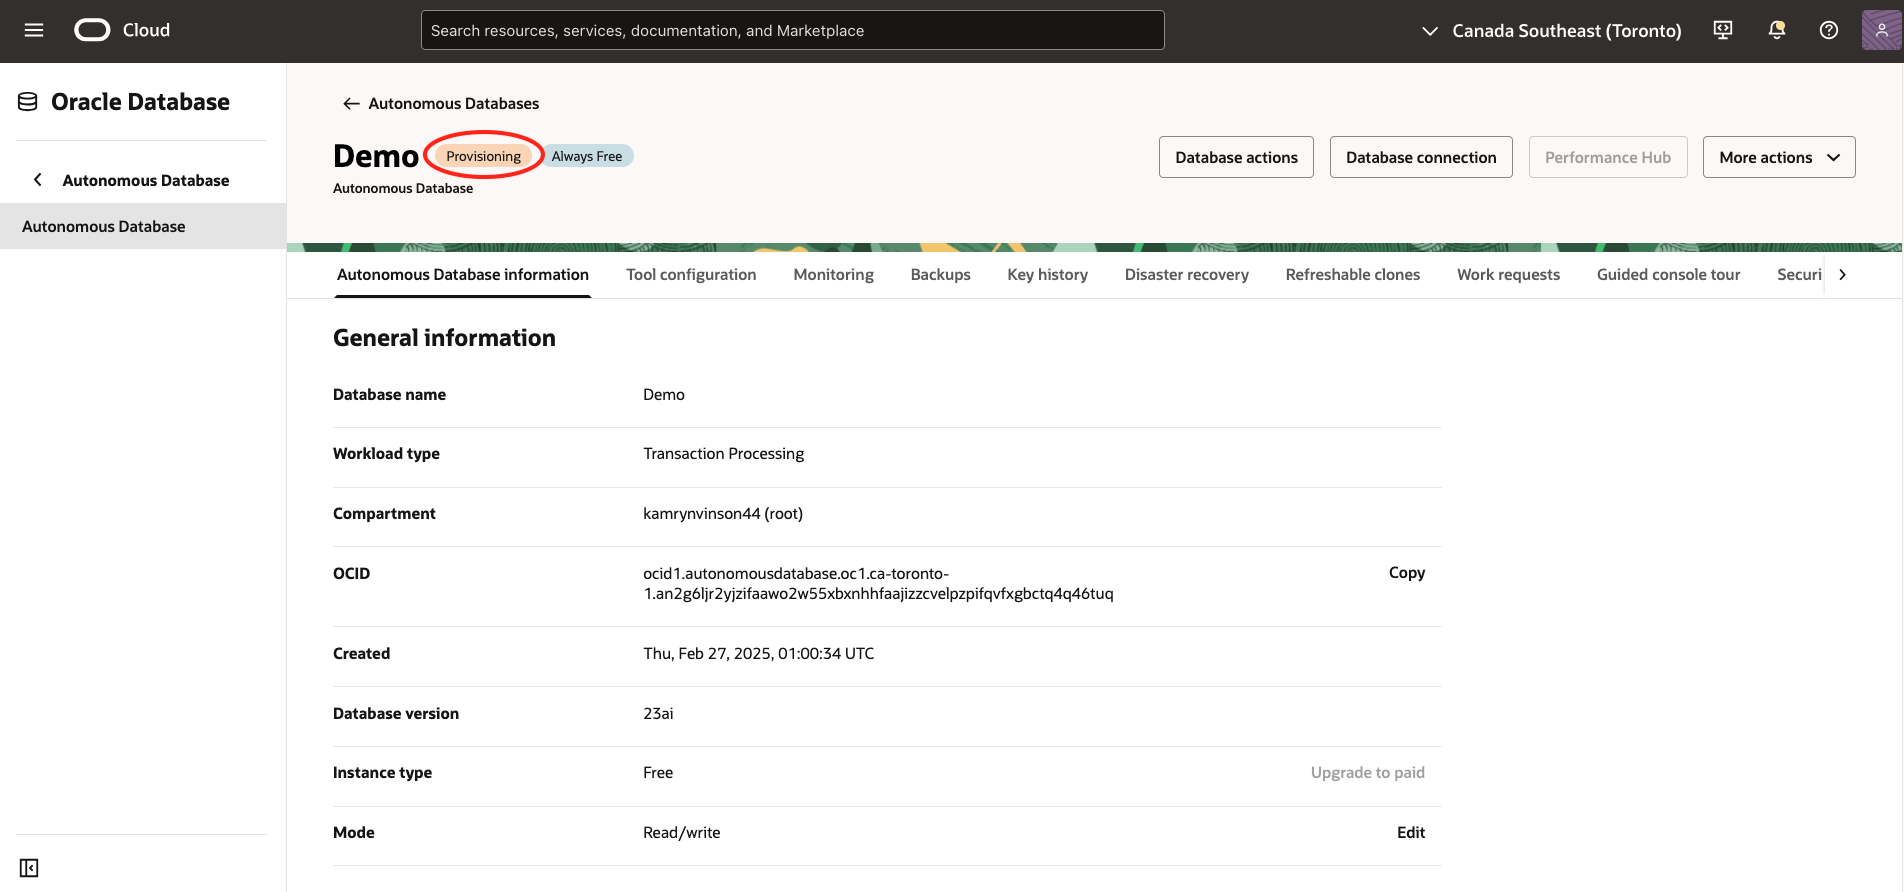 Cloud
Search resources, services, documentation, and Marketplace
Canada Southeast (Toronto)
Oracle Database
Autonomous Database
Autonomous Database
Autonomous Databases
Demo Provisioning Always Free
Autonomous Database
Database actions
Database connection
Performance Hub
More actions
Autonomous Database information
Tool configuration
Monitoring
Backups
Key history
Disaster recovery
Refreshable clones
Work requests
Guided console tour
Securi
General information
Database name Demo
Workload type Transaction Processing
Compartment kamrynvinson44 (root)
OCID ocid1.autonomousdatabase.oc1.ca-toronto-
1.an2g6ljr2yjzifaawo2w55xbxnhhfaajizzcvelpzpifqvfxgbctq4q46tuq
Copy
Created Thu, Feb 27, 2025, 01:00:34 UTC
Database version 23ai
Instance type Free Upgrade to paid
Mode Read/write Edit